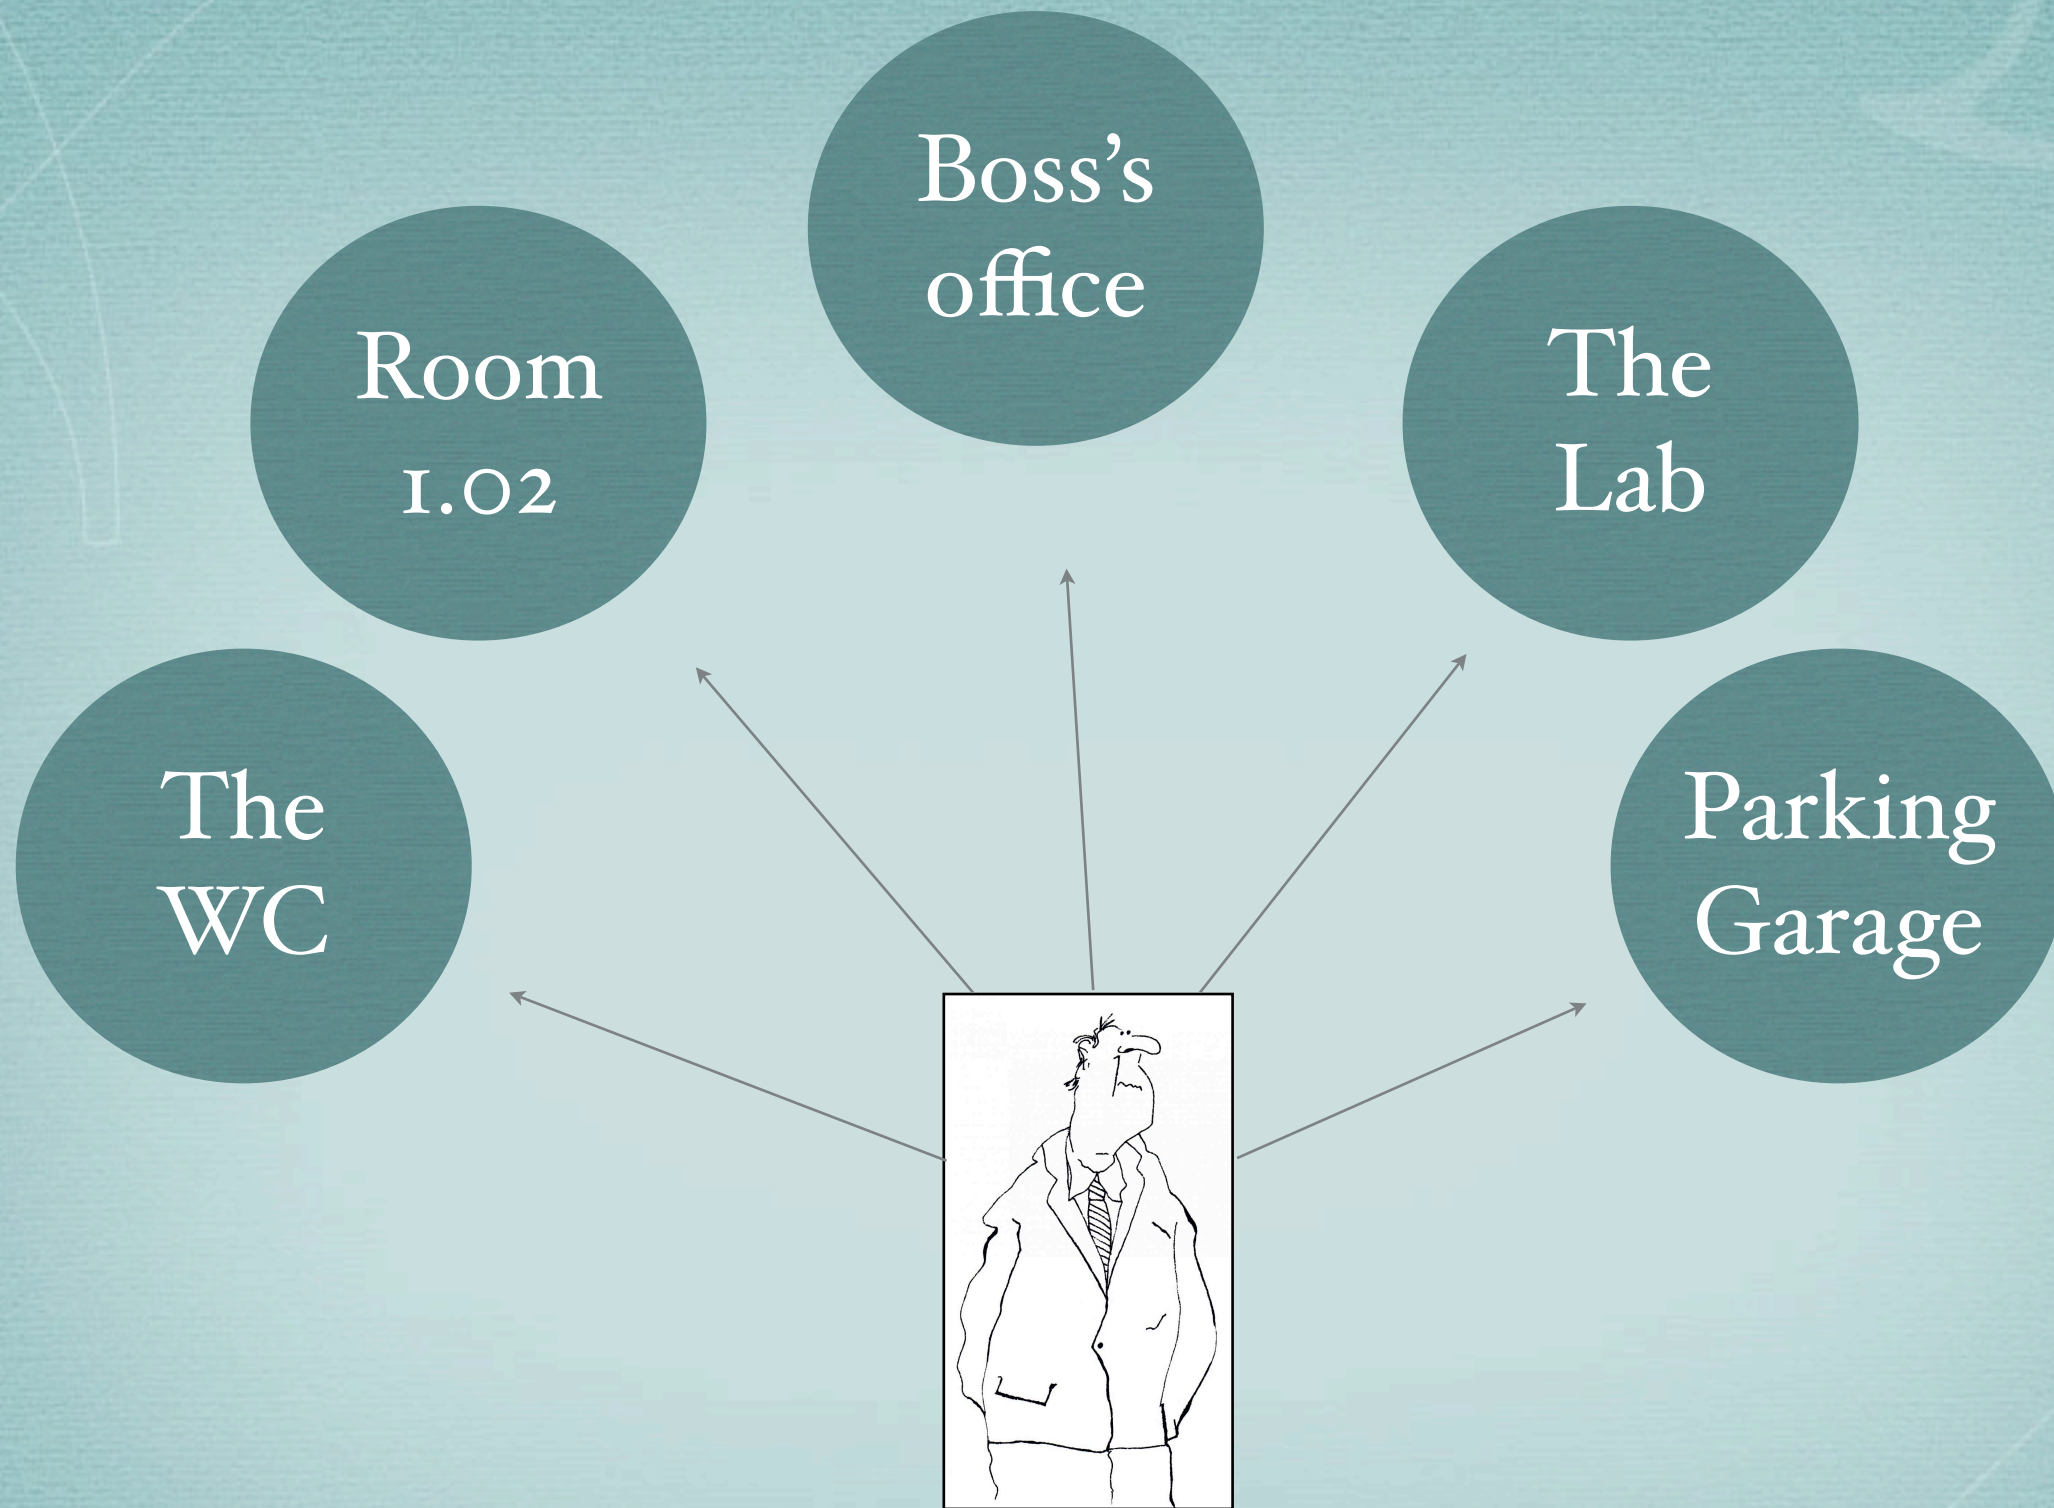 Boss's
office
Room
1.02
The
Lab
The
WC
Parking
Garage